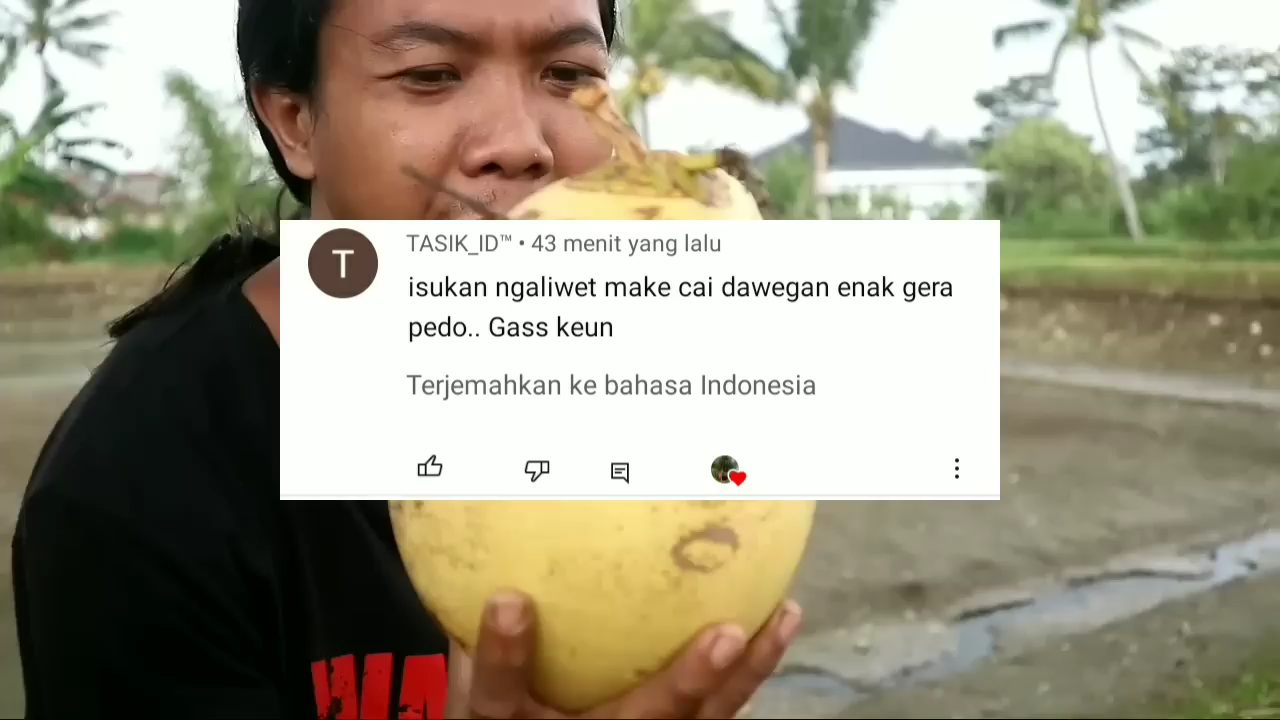 T
TASIK_ID™ • 43 menit yang lalu
isukan ngaliwet make cai dawegan enak gera
pedo.. Gass keun
Terjemahkan ke bahasa Indonesia
WA